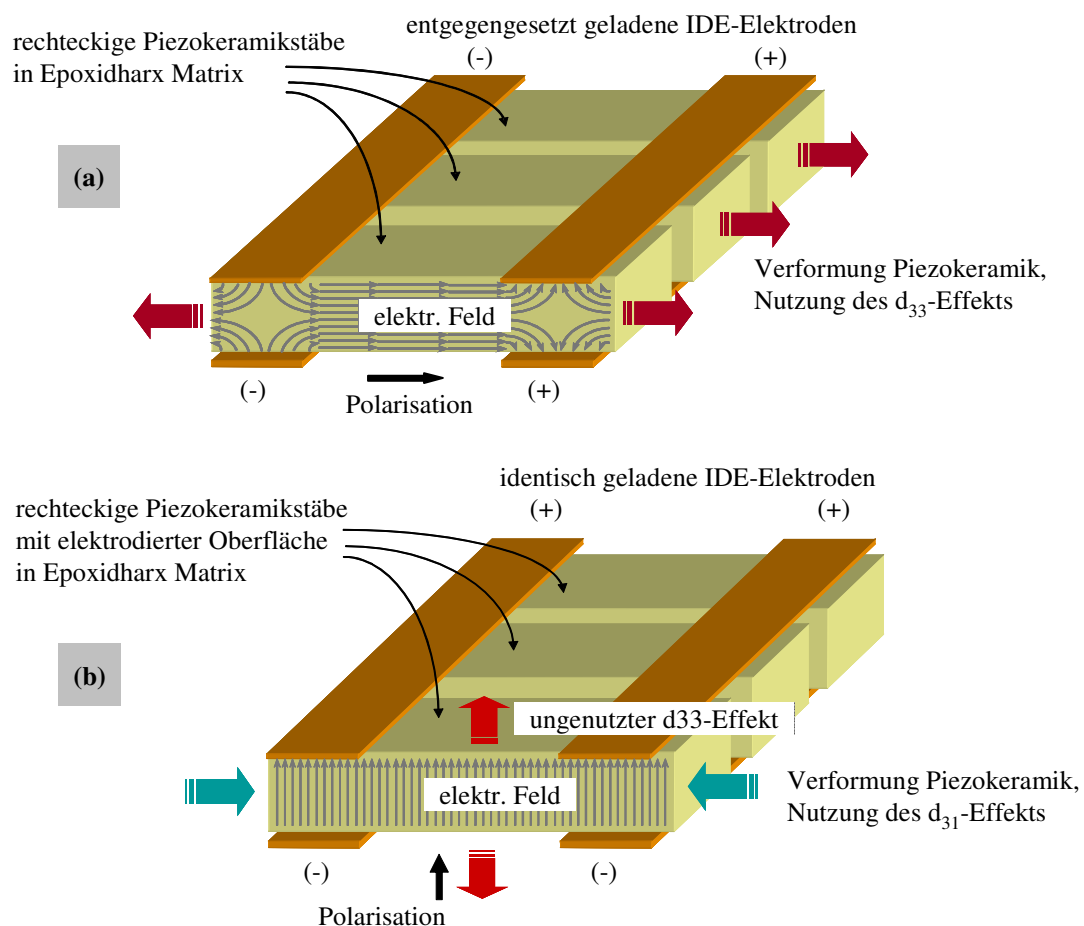 entgegengesetzt geladene IDE-Elektroden
(-)
(+)
rechteckige Piezokeramikstäbe
in Epoxidharx Matrix
(a)
Verformung Piezokeramik,
Nutzung des d33-Effekts
elektr. Feld
(-)
(+)
Polarisation
identisch geladene IDE-Elektroden
(+)
(+)
rechteckige Piezokeramikstäbe
mit elektrodierter Oberfläche
in Epoxidharx Matrix
(b)
ungenutzter d33-Effekt
elektr. Feld
Verformung Piezokeramik,
Nutzung des d31-Effekts
(-)
(-)
Polarisation